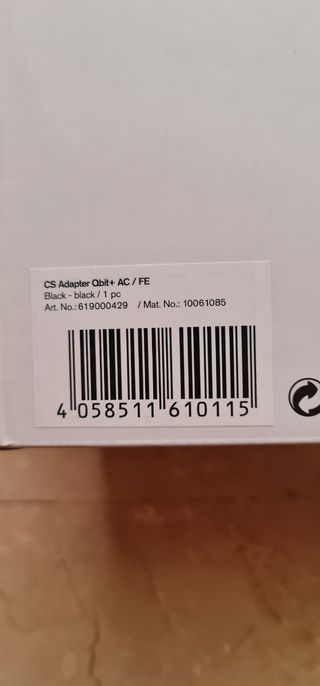 CS Adapter Qbit+ AC / FE
Black - black / 1 pc
Art. No.: 619000429 / Mat. No.: 10061085
4 058511 610115